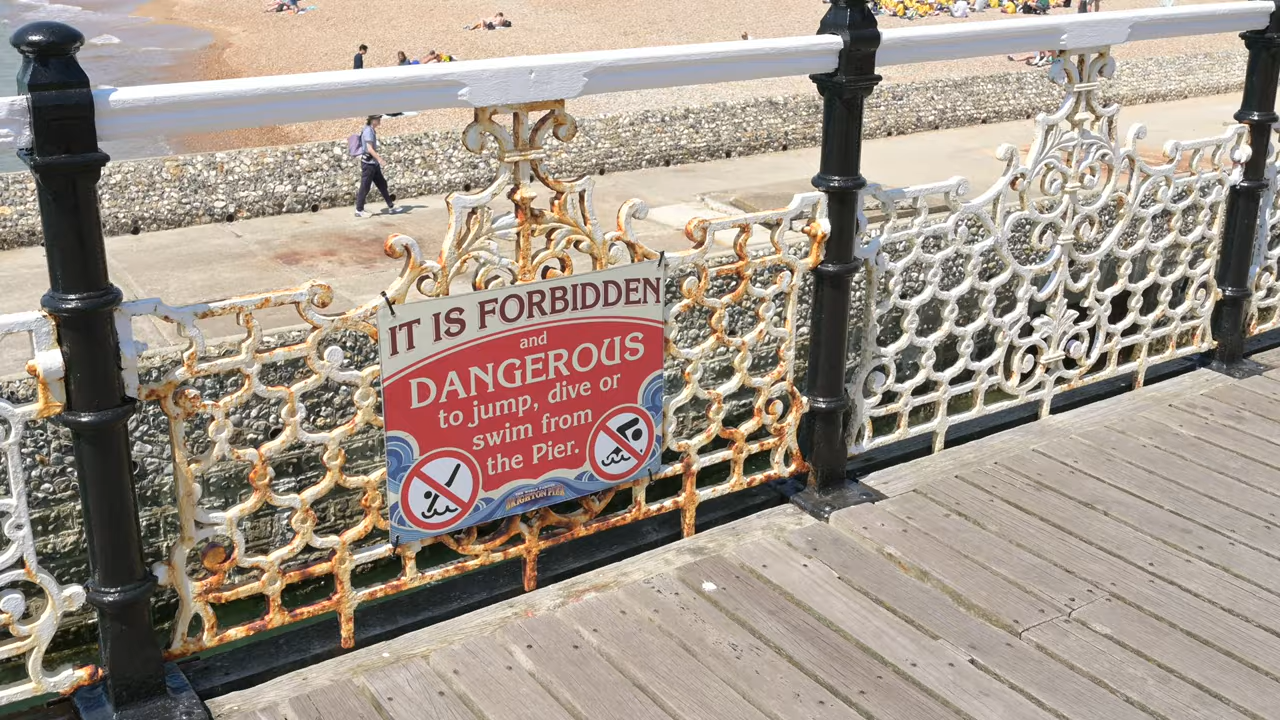 IT IS FORBIDDEN
and
DANGEROUS
to jump, dive or
swim from
the Pier.
BRIGHTON PIER